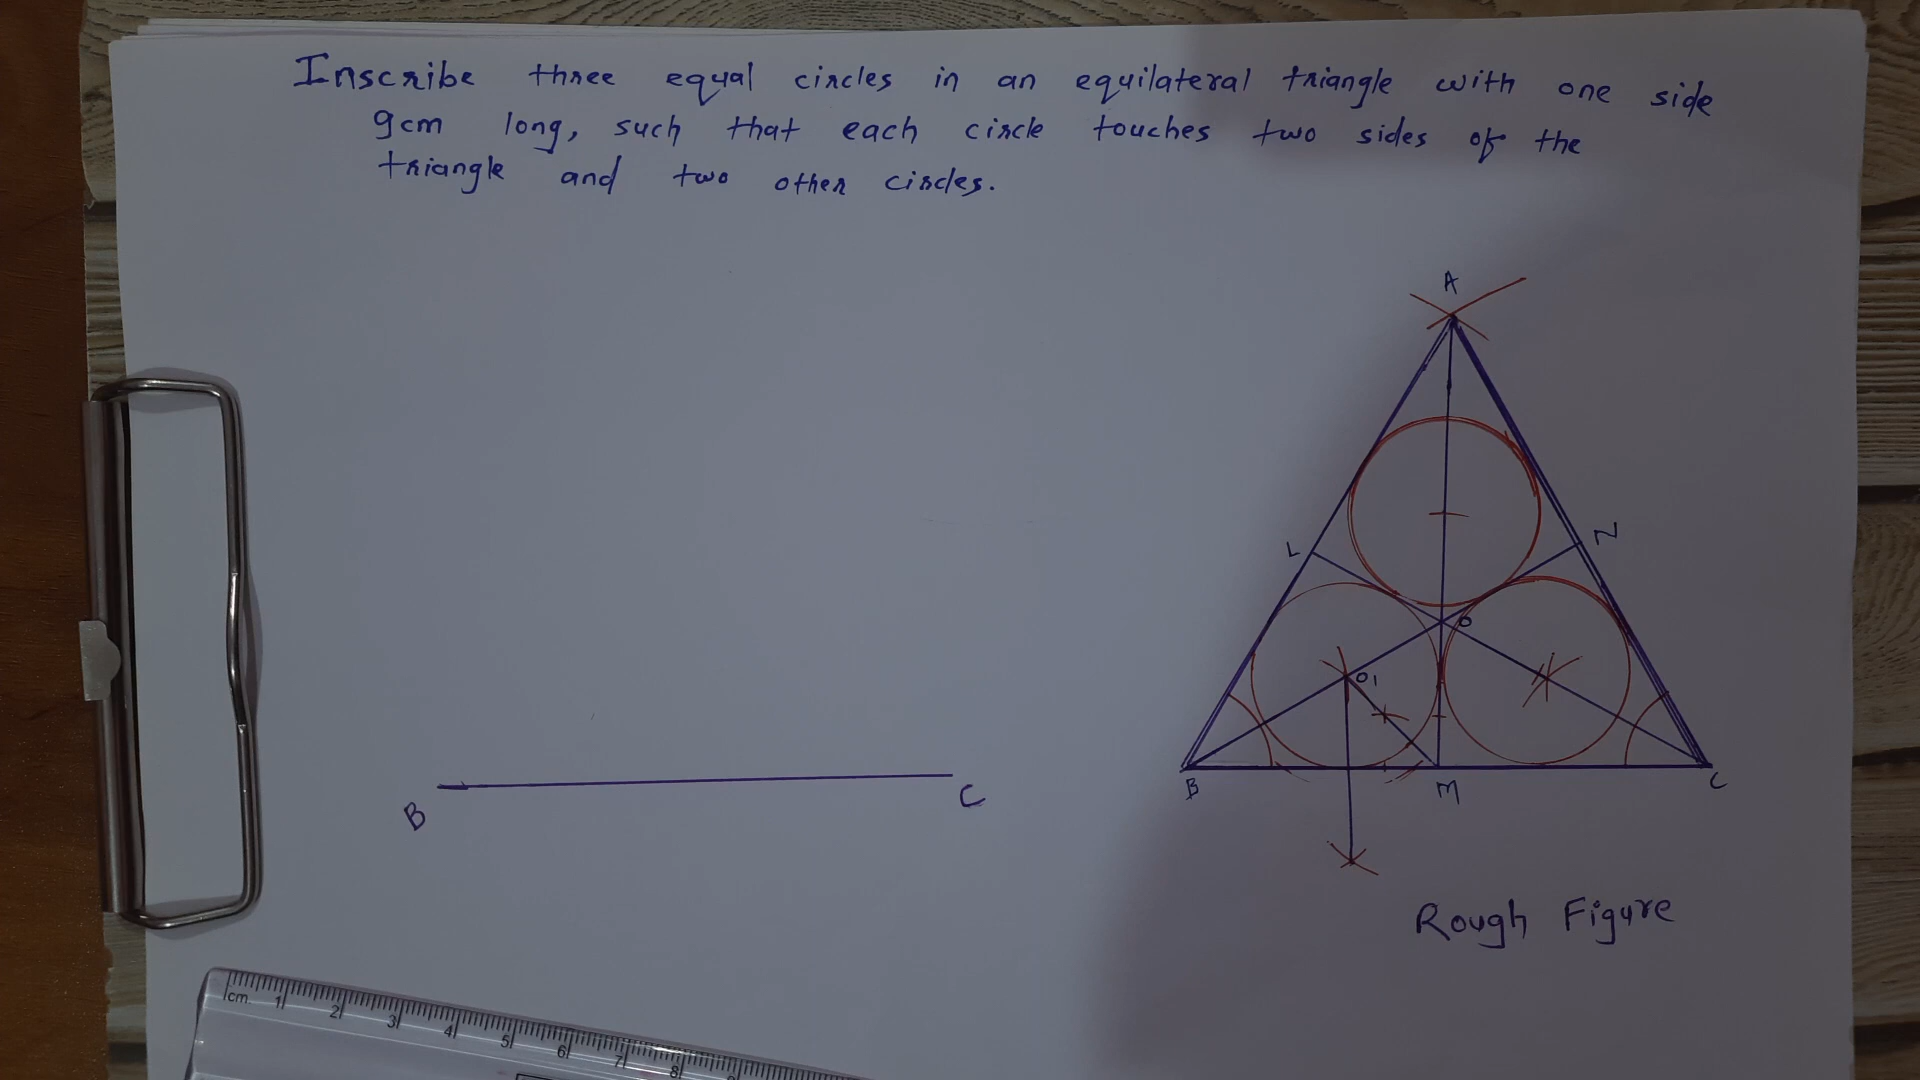 Inscribe three equal circles in an equilateral triangle with one side
9cm long, such that each circle touches two sides of the
triangle and two other circles.
A
L N
O
O1
B M C
B C
Rough Figure
cm 1 2 3 4 5 6 7 8 9